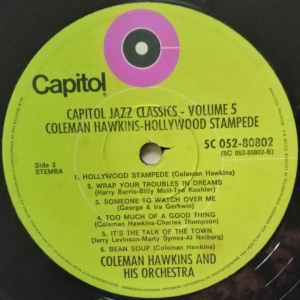 Capitol
CAPITOL JAZZ CLASSICS - VOLUME 5
COLEMAN HAWKINS-HOLLYWOOD STAMPEDE
5C 052-80802
(5C 052-80802-B)
Side 2
STEMRA
1. HOLLYWOOD STAMPEDE (Coleman Hawkins)
2. WRAP YOUR TROUBLES IN DREAMS
(Harry Barris-Billy Moll-Ted Koehler)
3. SOMEONE TO WATCH OVER ME
(George & Ira Gerwin)
4. TOO MUCH OF A GOOD THING
(Coleman Hawkins-Charles Thompson)
5. IT'S THE TALK OF THE TOWN
(Jerry Levinson-Marty Symes-Al Neiburg)
6. BEAN SOUP (Coleman Hawkins)
COLEMAN HAWKINS AND
HIS ORCHESTRA